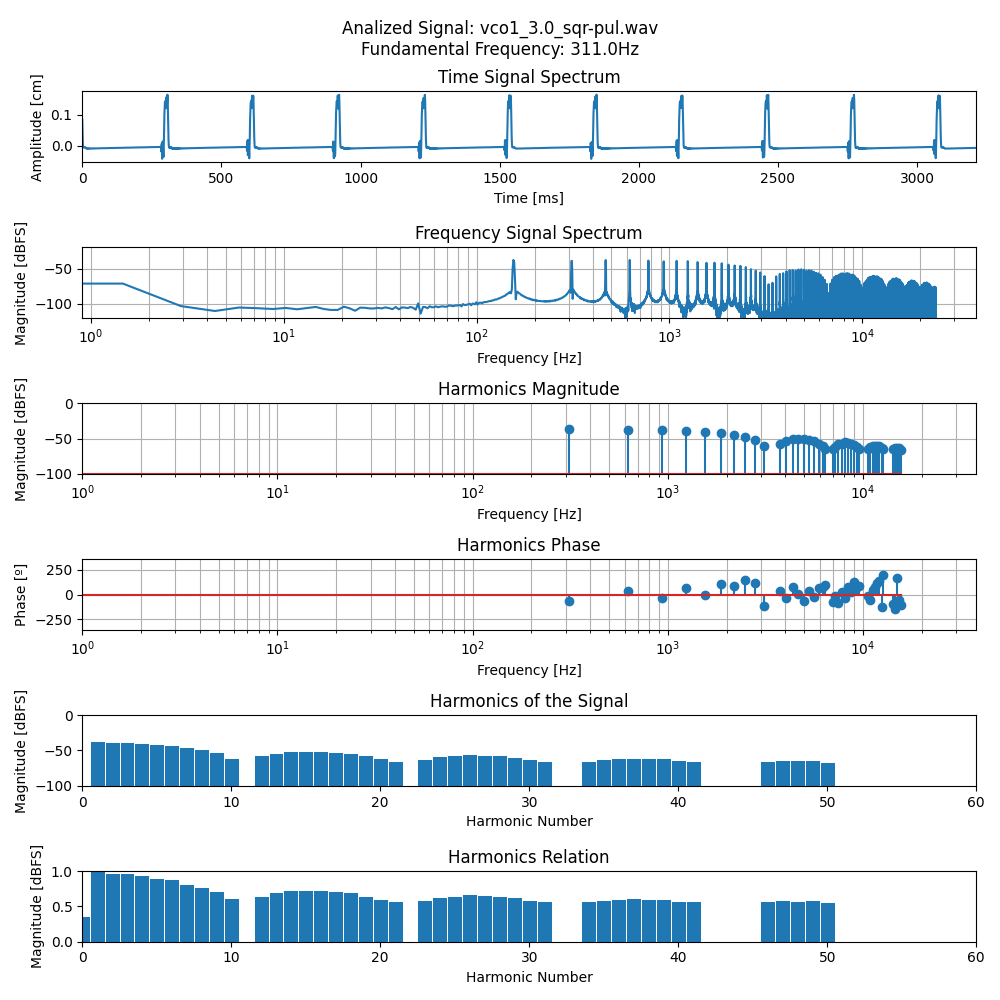 Analized Signal: vco1_3.0_sqr-pul.wav
Fundamental Frequency: 311.0Hz
Time Signal Spectrum
Amplitude [cm]
0.1
0.0
0 500 1000 1500 2000 2500 3000
Time [ms]
Frequency Signal Spectrum
Magnitude [dBFS]
−50
−100
10^0 10^1 10^2 10^3 10^4
Frequency [Hz]
Harmonics Magnitude
Magnitude [dBFS]
0
−50
−100
10^0 10^1 10^2 10^3 10^4
Frequency [Hz]
Harmonics Phase
Phase [º]
250
0
−250
10^0 10^1 10^2 10^3 10^4
Frequency [Hz]
Harmonics of the Signal
Magnitude [dBFS]
0
−50
−100
0 10 20 30 40 50 60
Harmonic Number
Harmonics Relation
Magnitude [dBFS]
1.0
0.5
0.0
0 10 20 30 40 50 60
Harmonic Number